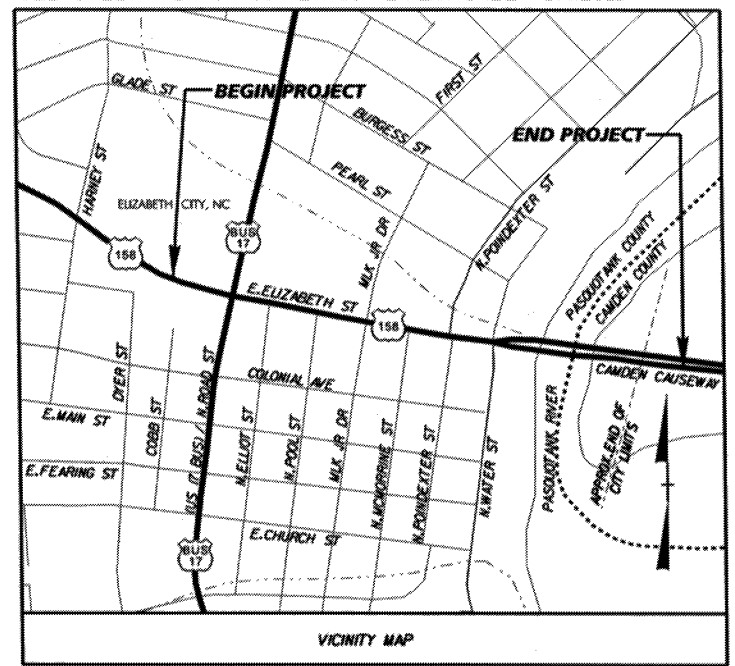 GLADE ST
BEGIN PROJECT
FIRST ST
BURGESS ST
END PROJECT
HARNEY ST
PEARL ST
ELIZABETH CITY, NC
N.POINDEXTER ST
BUS
17
MLK JR DR
PASQUOTANK COUNTY
CAMDEN COUNTY
158
E.ELIZABETH ST
158
CAMDEN CAUSEWAY
DYER ST
COLONIAL AVE
E.MAIN ST
COBB ST
(US 17 BUS) / N.ROAD ST
N.ELLIOT ST
N.POOL ST
MLK JR DR
N.MCMORRINE ST
N.POINDEXTER ST
N.WATER ST
PASQUOTANK RIVER
APPROX.END OF
CITY LIMITS
E.FEARING ST
E.CHURCH ST
BUS
17
VICINITY MAP